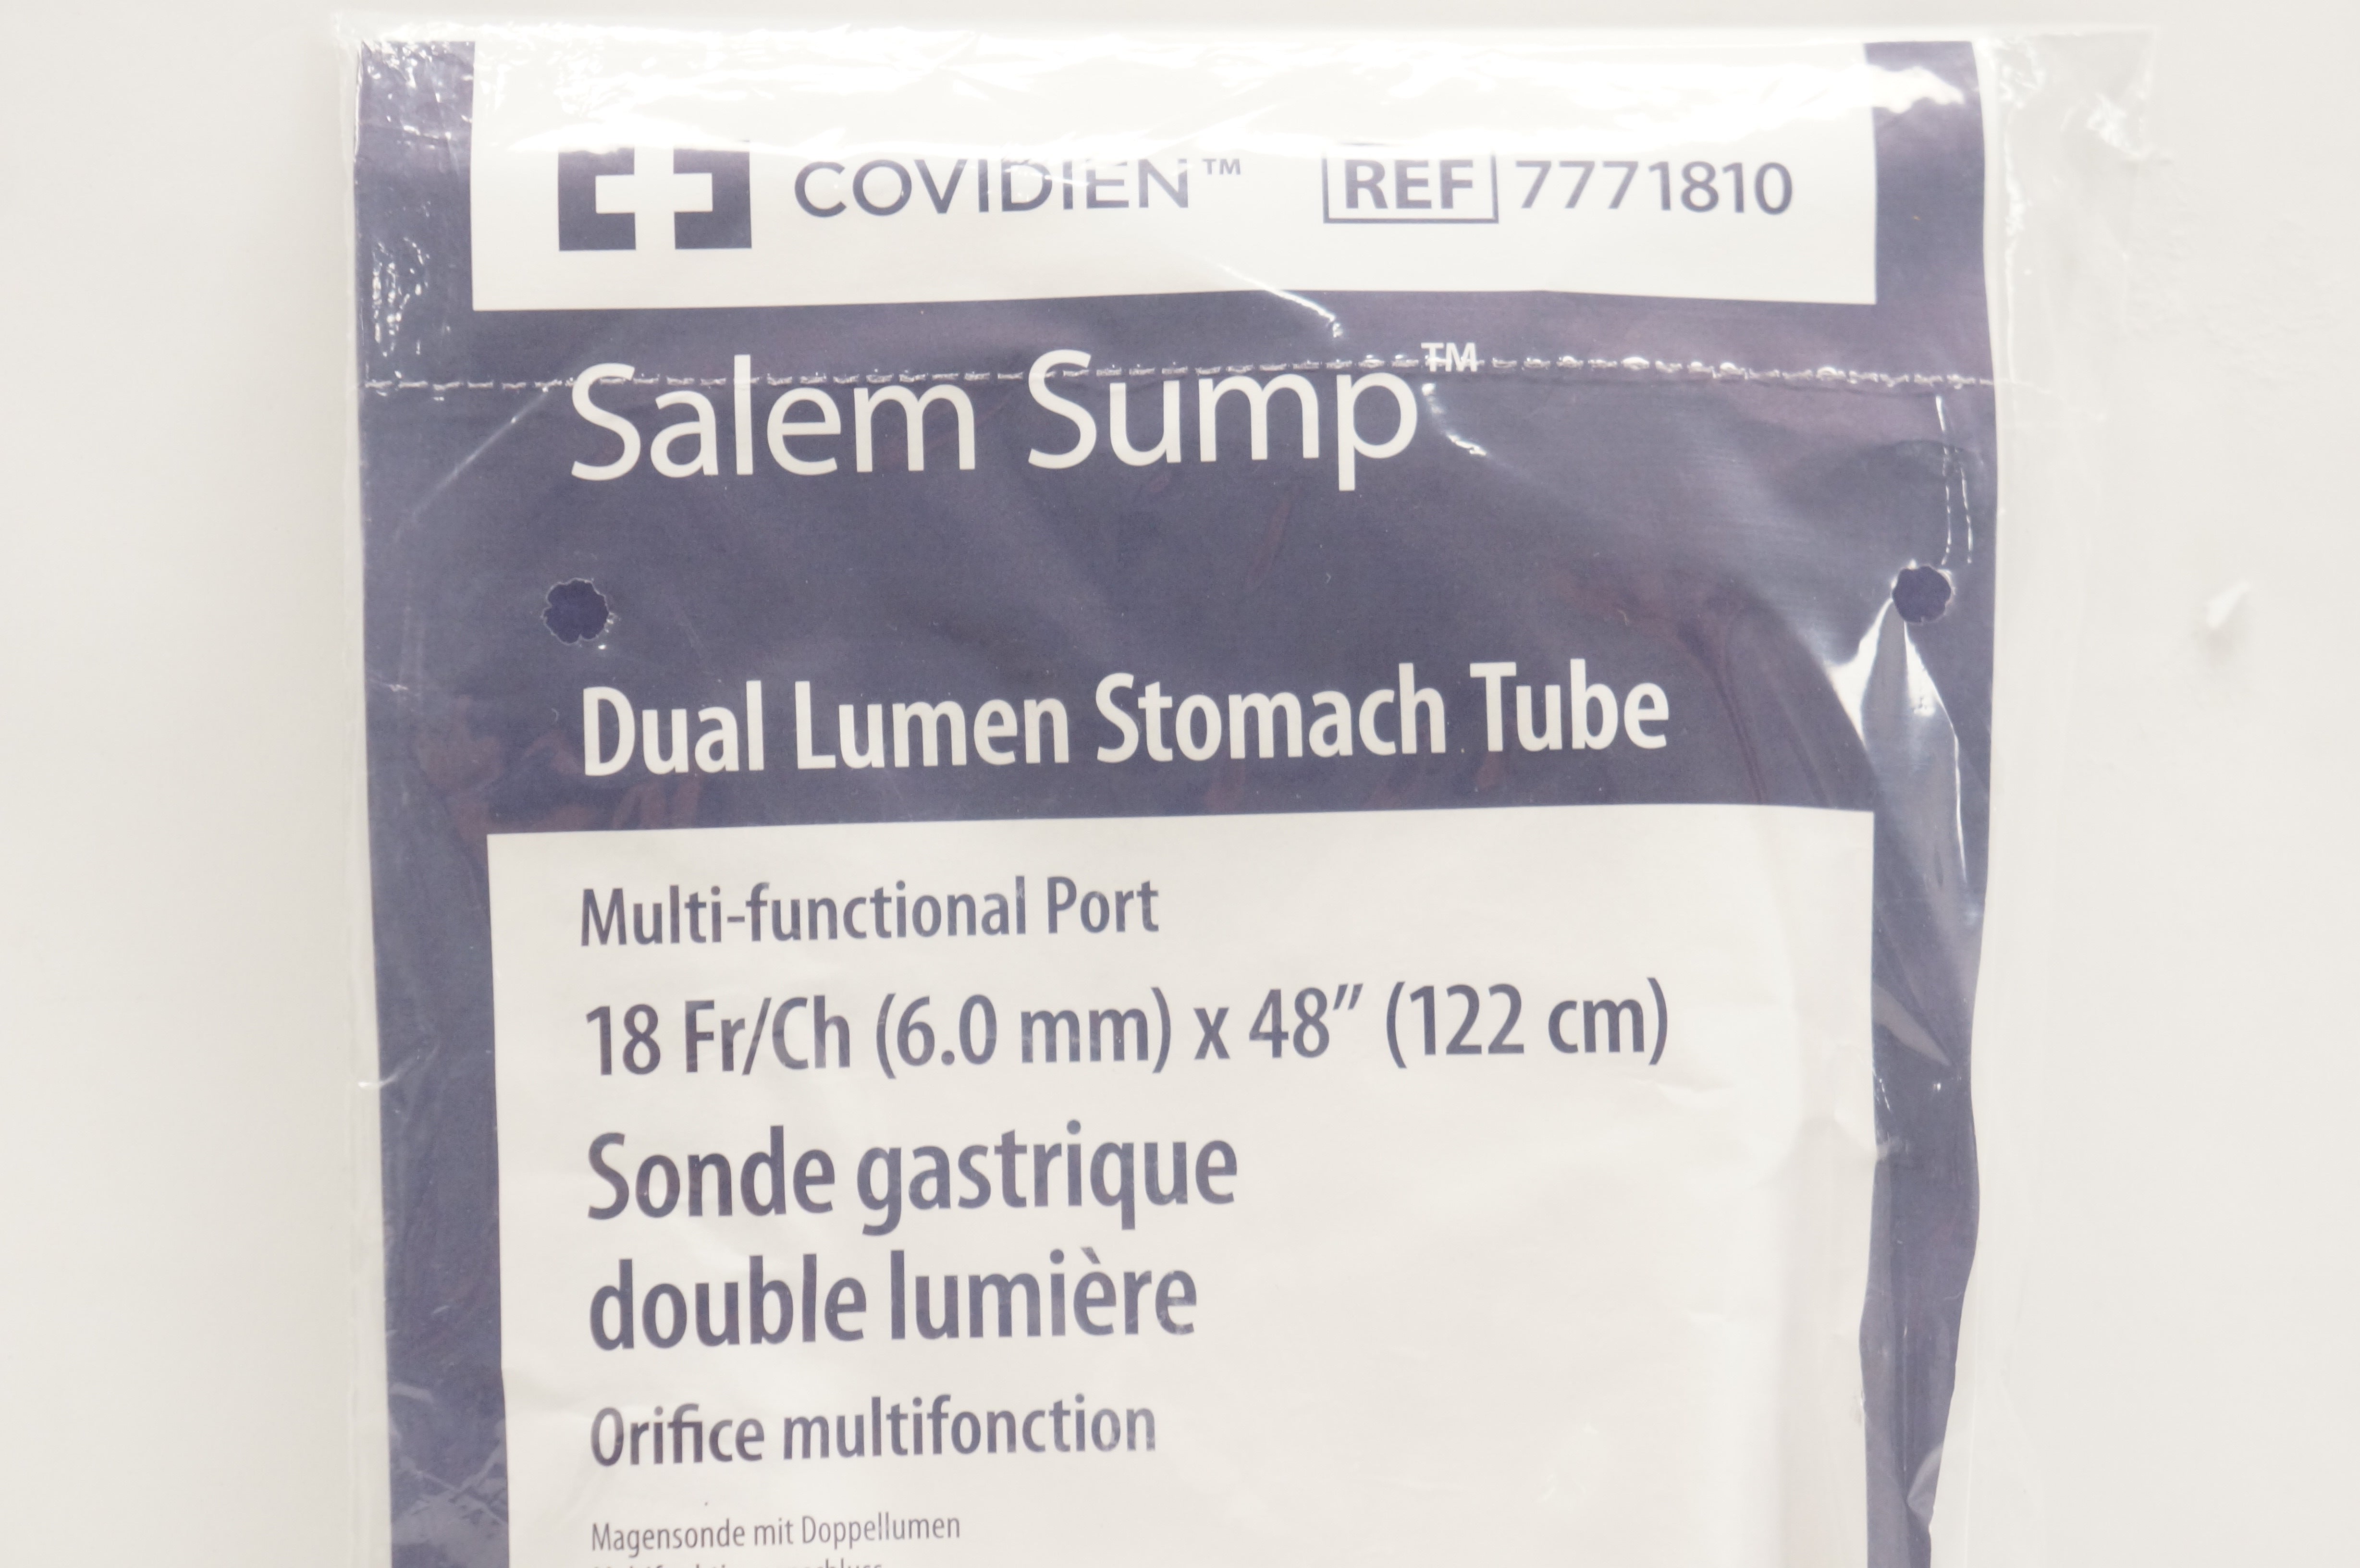 COVIDIEN™ REF 7771810
Salem Sump™
Dual Lumen Stomach Tube
Multi-functional Port
18 Fr/Ch (6.0 mm) x 48″ (122 cm)
Sonde gastrique
double lumière
Orifice multifonction
Magensonde mit Doppellumen